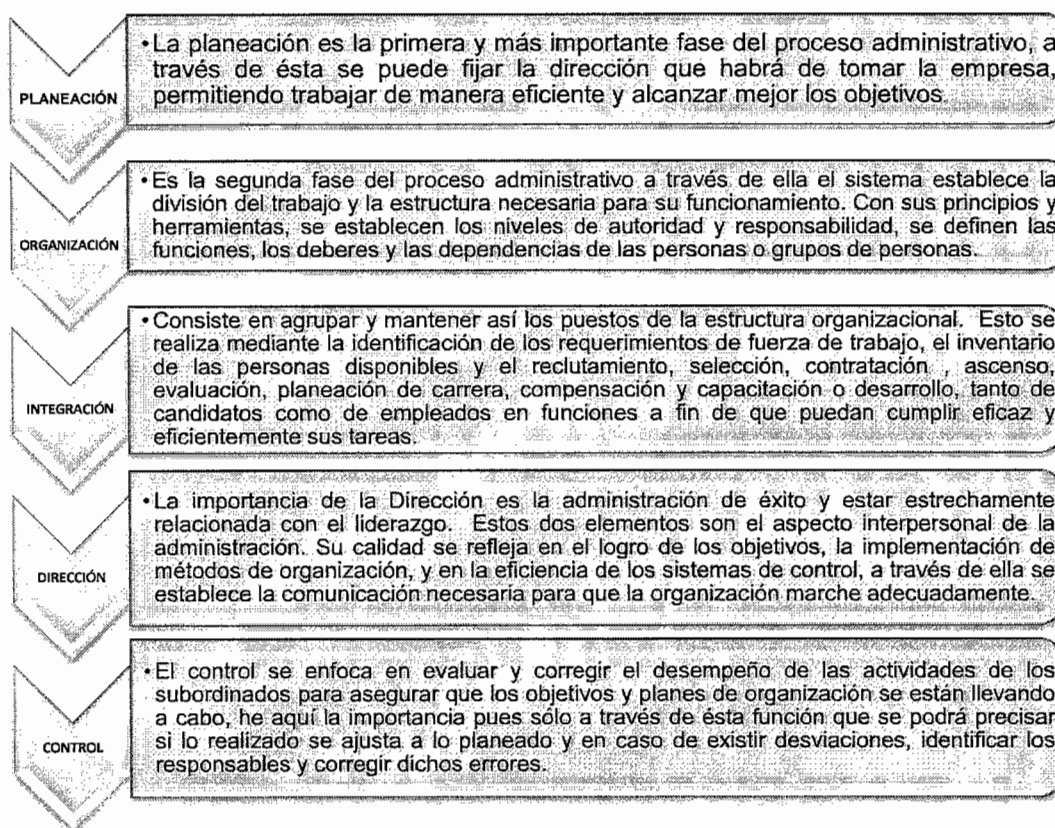 PLANEACIÓN
•La planeación es la primera y más importante fase del proceso administrativo, a
través de ésta se puede fijar la dirección que habrá de tomar la empresa,
permitiendo trabajar de manera eficiente y alcanzar mejor los objetivos.
ORGANIZACIÓN
•Es la segunda fase del proceso administrativo a través de ella el sistema establece la
división del trabajo y la estructura necesaria para su funcionamiento. Con sus principios y
herramientas, se establecen los niveles de autoridad y responsabilidad, se definen las
funciones, los deberes y las dependencias de las personas o grupos de personas.
INTEGRACIÓN
•Consiste en agrupar y mantener así los puestos de la estructura organizacional. Esto se
realiza mediante la identificación de los requerimientos de fuerza de trabajo, el inventario
de las personas disponibles y el reclutamiento, selección, contratación , ascenso,
evaluación, planeación de carrera, compensación y capacitación o desarrollo, tanto de
candidatos como de empleados en funciones a fin de que puedan cumplir eficaz y
eficientemente sus tareas.
DIRECCIÓN
•La importancia de la Dirección es la administración de éxito y estar estrechamente
relacionada con el liderazgo. Estos dos elementos son el aspecto interpersonal de la
administración. Su calidad se refleja en el logro de los objetivos, la implementación de
métodos de organización, y en la eficiencia de los sistemas de control, a través de ella se
establece la comunicación necesaria para que la organización marche adecuadamente.
CONTROL
•El control se enfoca en evaluar y corregir el desempeño de las actividades de los
subordinados para asegurar que los objetivos y planes de organización se están llevando
a cabo, he aquí la importancia pues sólo a través de ésta función que se podrá precisar
si lo realizado se ajusta a lo planeado y en caso de existir desviaciones, identificar los
responsables y corregir dichos errores.